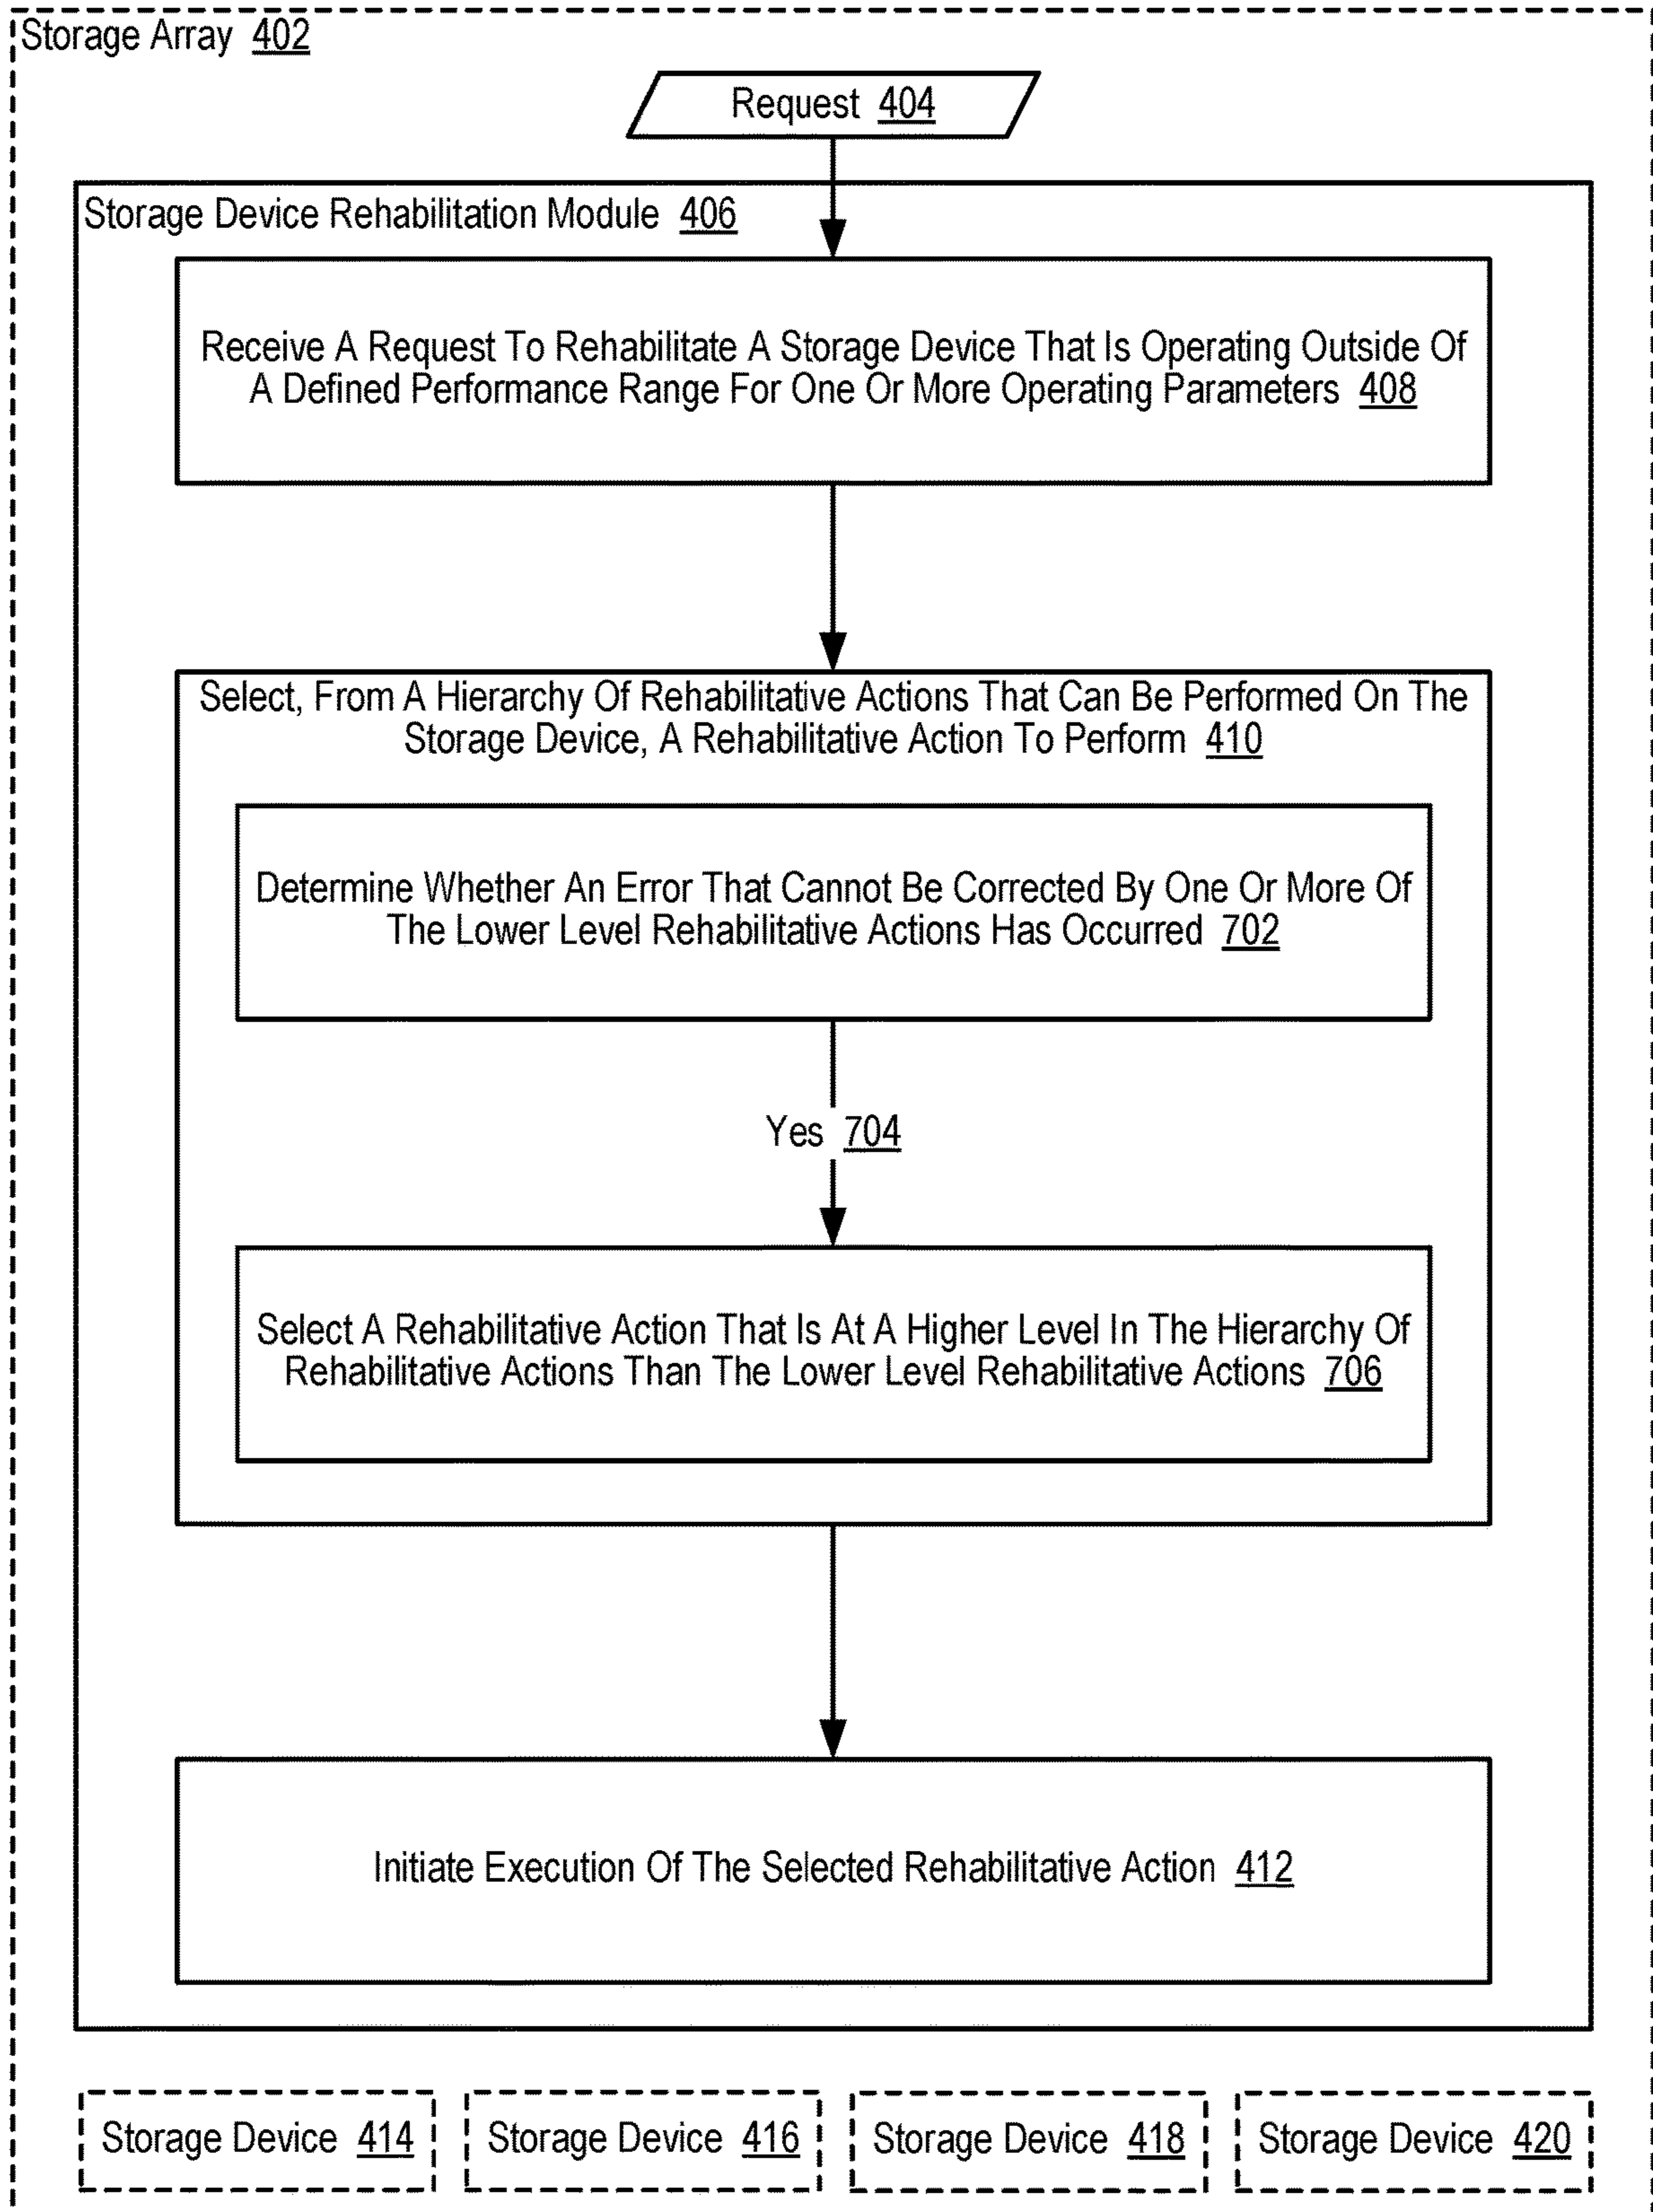 Storage Array 402
Request 404
Storage Device Rehabilitation Module 406
Receive A Request To Rehabilitate A Storage Device That Is Operating Outside Of
A Defined Performance Range For One Or More Operating Parameters 408
Select, From A Hierarchy Of Rehabilitative Actions That Can Be Performed On The
Storage Device, A Rehabilitative Action To Perform 410
Determine Whether An Error That Cannot Be Corrected By One Or More Of
The Lower Level Rehabilitative Actions Has Occurred 702
Yes 704
Select A Rehabilitative Action That Is At A Higher Level In The Hierarchy Of
Rehabilitative Actions Than The Lower Level Rehabilitative Actions 706
Initiate Execution Of The Selected Rehabilitative Action 412
Storage Device 414
Storage Device 416
Storage Device 418
Storage Device 420